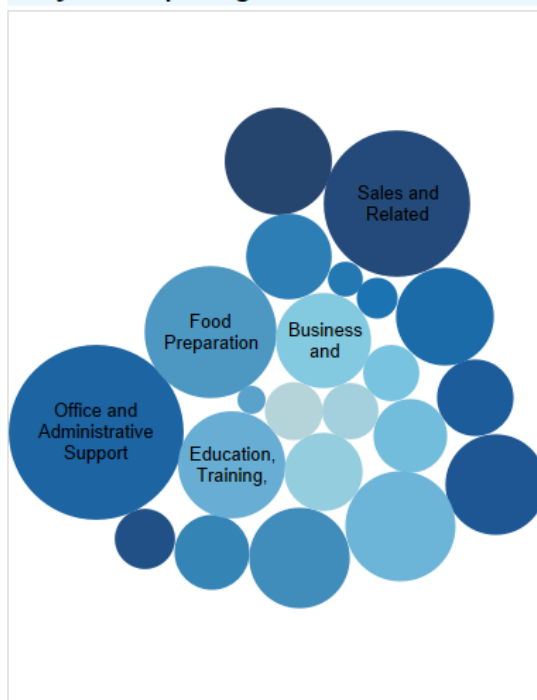 Sales and
Related
Food
Preparation
Business
and
Office and
Administrative
Support
Education,
Training,